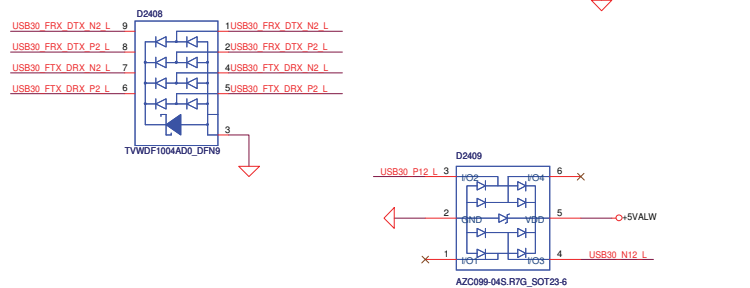 D2408
USB30_FRX_DTX_N2_L 9 1 USB30_FRX_DTX_N2_L
USB30_FRX_DTX_P2_L 8 2 USB30_FRX_DTX_P2_L
USB30_FTX_DRX_N2_L 7 4 USB30_FTX_DRX_N2_L
USB30_FTX_DRX_P2_L 6 5 USB30_FTX_DRX_P2_L
3
TVWDF1004AD0_DFN9
D2409
USB30_P12_L 3 I/O2 I/O4 6
2 GND VDD 5 +5VALW
1 I/O1 I/O3 4 USB30_N12_L
AZC099-04S.R7G_SOT23-6